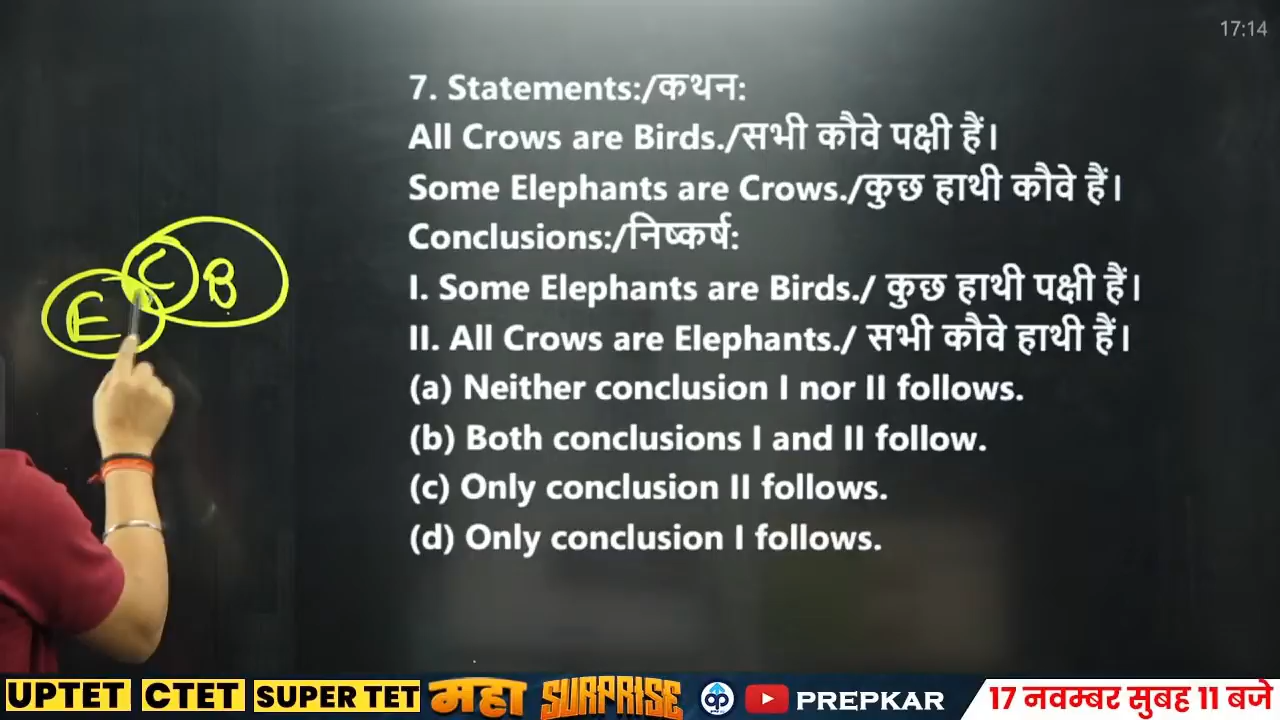 17:14
7. Statements:/कथन:
All Crows are Birds./सभी कौवे पक्षी हैं।
Some Elephants are Crows./कुछ हाथी कौवे हैं।
Conclusions:/निष्कर्ष:
I. Some Elephants are Birds./ कुछ हाथी पक्षी हैं।
II. All Crows are Elephants./ सभी कौवे हाथी हैं।
(a) Neither conclusion I nor II follows.
(b) Both conclusions I and II follow.
(c) Only conclusion II follows.
(d) Only conclusion I follows.
C B
E
UPTET CTET SUPER TET महा SURPRISE PREPKAR 17 नवम्बर सुबह 11 बजे